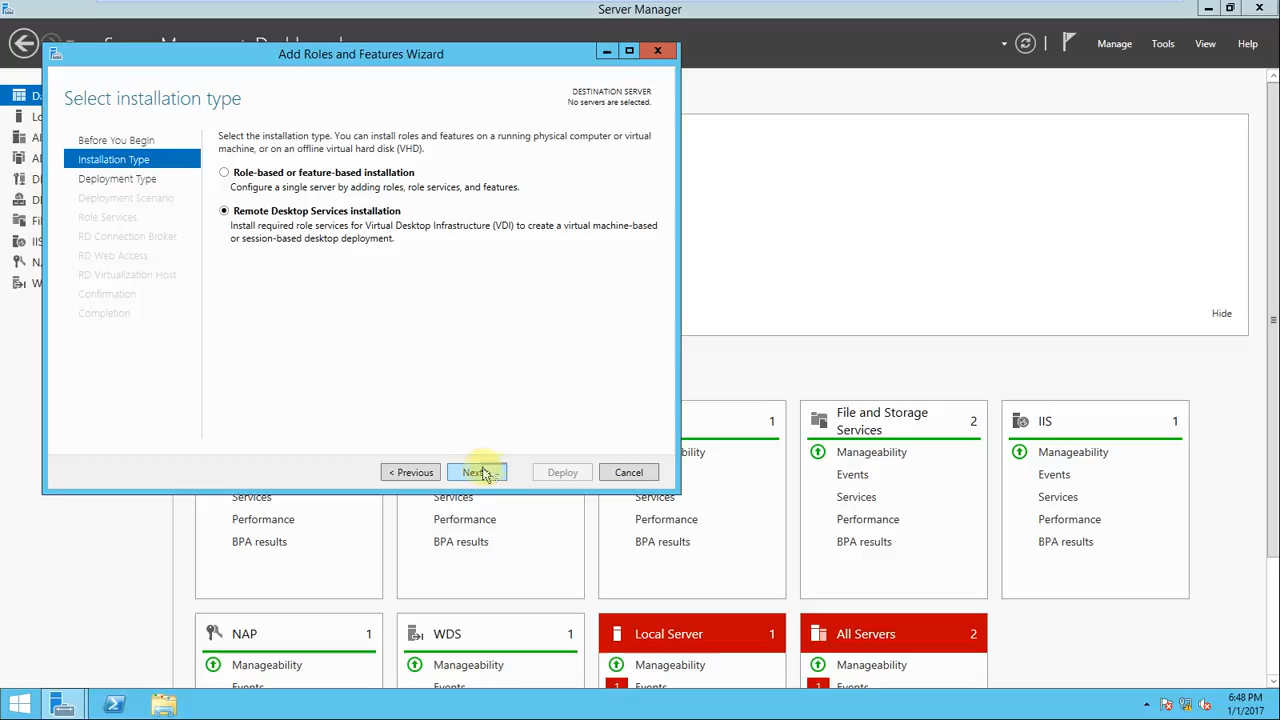 Server Manager
Manage
Tools
View
Help
Add Roles and Features Wizard
Select installation type
DESTINATION SERVER
No servers are selected.
Before You Begin
Installation Type
Deployment Type
Deployment Scenario
Role Services
RD Connection Broker
RD Web Access
RD Virtualization Host
Confirmation
Completion
Select the installation type. You can install roles and features on a running physical computer or virtual
machine, or on an offline virtual hard disk (VHD).
Role-based or feature-based installation
Configure a single server by adding roles, role services, and features.
Remote Desktop Services installation
Install required role services for Virtual Desktop Infrastructure (VDI) to create a virtual machine-based
or session-based desktop deployment.
< Previous
Next
Deploy
Cancel
Hide
1
File and Storage
Services
2
IIS
1
Manageability
Events
Services
Performance
BPA results
Manageability
Events
Services
Performance
BPA results
Services
Performance
BPA results
Services
Performance
BPA results
Services
Performance
BPA results
NAP
1
Manageability
WDS
1
Manageability
Local Server
1
Manageability
Events
1
All Servers
2
Manageability
Events
1
6:48 PM
1/1/2017